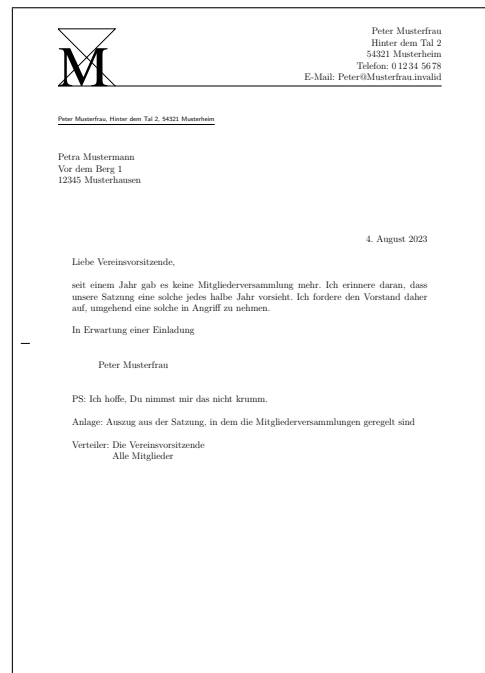 Peter Musterfrau
Hinter dem Tal 2
54321 Musterheim
Telefon: 0 12 34 56 78
E-Mail: Peter@Musterfrau.invalid
M
Peter Musterfrau, Hinter dem Tal 2, 54321 Musterheim
Petra Mustermann
Vor dem Berg 1
12345 Musterhausen
4. August 2023
Liebe Vereinsvorsitzende,
seit einem Jahr gab es keine Mitgliederversammlung mehr. Ich erinnere daran, dass
unsere Satzung eine solche jedes halbe Jahr vorsieht. Ich fordere den Vorstand daher
auf, umgehend eine solche in Angriff zu nehmen.
In Erwartung einer Einladung
Peter Musterfrau
PS: Ich hoffe, Du nimmst mir das nicht krumm.
Anlage: Auszug aus der Satzung, in dem die Mitgliederversammlungen geregelt sind
Verteiler: Die Vereinsvorsitzende
Alle Mitglieder